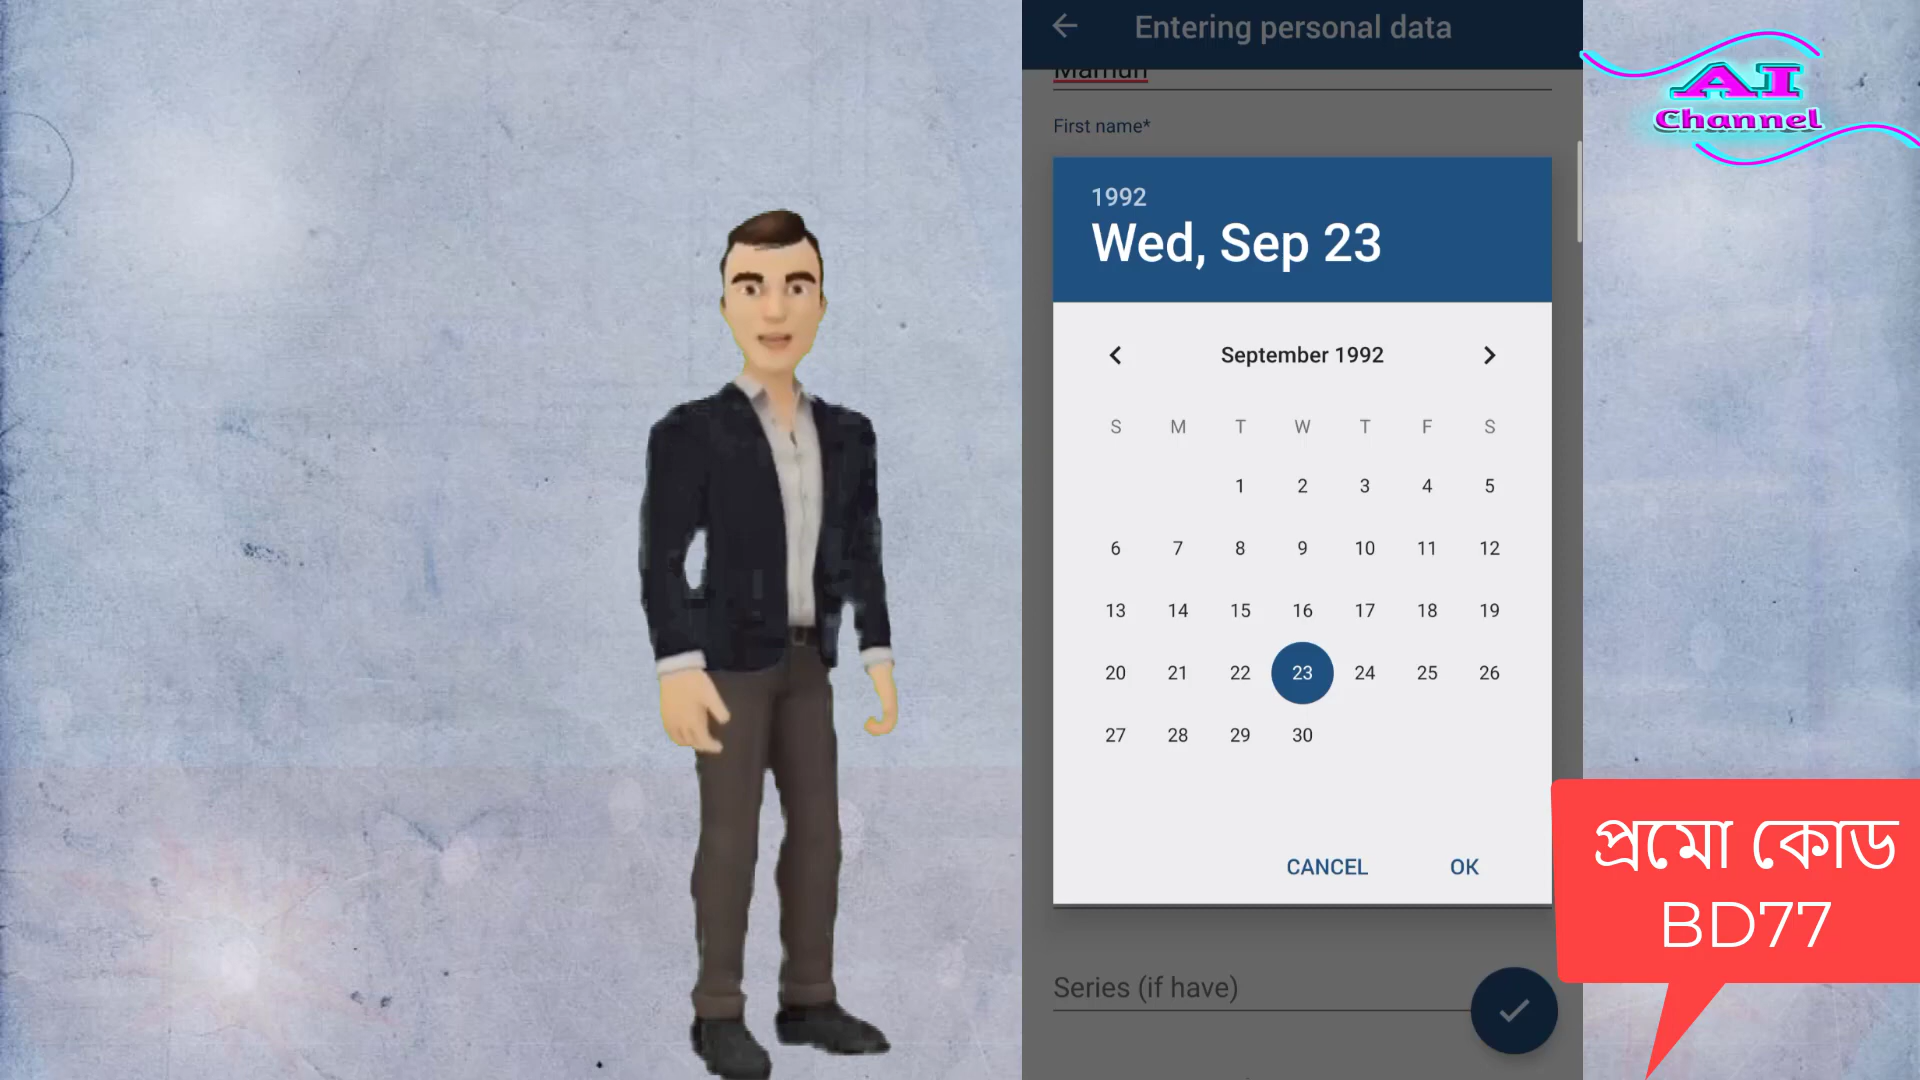 Entering personal data
Mamun
First name*
1992
Wed, Sep 23
September 1992
S M T W T F S
1 2 3 4 5
6 7 8 9 10 11 12
13 14 15 16 17 18 19
20 21 22 23 24 25 26
27 28 29 30
CANCEL OK
Series (if have)
AI
Channel
প্রমো কোড
BD77